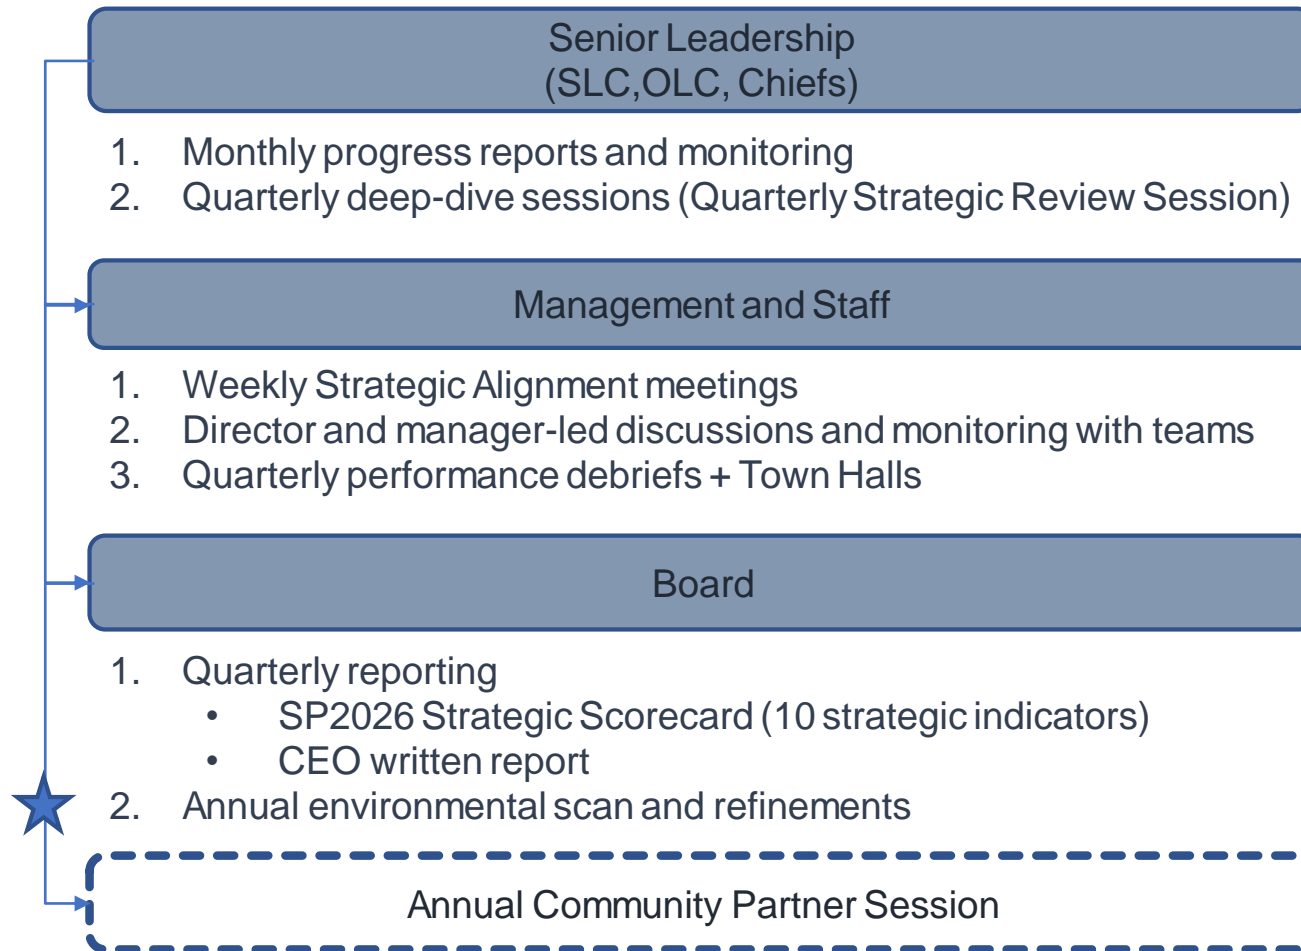 Senior Leadership
(SLC,OLC, Chiefs)
1. Monthly progress reports and monitoring
2. Quarterly deep-dive sessions (Quarterly Strategic Review Session)
Management and Staff
1. Weekly Strategic Alignment meetings
2. Director and manager-led discussions and monitoring with teams
3. Quarterly performance debriefs + Town Halls
Board
1. Quarterly reporting
• SP2026 Strategic Scorecard (10 strategic indicators)
• CEO written report
2. Annual environmental scan and refinements
Annual Community Partner Session